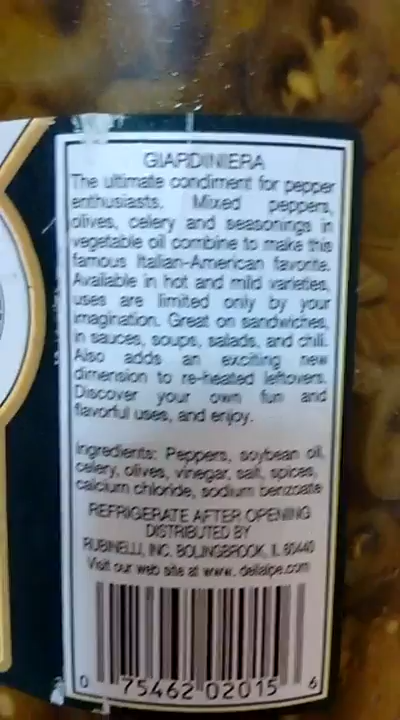 GIARDINIERA
The ultimate condiment for pepper
enthusiasts. Mixed peppers,
olives, celery and seasonings in
vegetable oil combine to make this
famous Italian-American favorite.
Available in hot and mild varieties,
uses are limited only by your
imagination. Great on sandwiches,
in sauces, soups, salads, and chili.
Also adds an exciting new
dimension to re-heated leftovers.
Discover your own fun and
flavorful uses, and enjoy.
Ingredients: Peppers, soybean oil,
celery, olives, vinegar, salt, spices,
calcium chloride, sodium benzoate
REFRIGERATE AFTER OPENING
DISTRIBUTED BY
RUBINELLI, INC. BOLINGBROOK, IL 60440
Visit our web site at www. dellalpe.com
0 75462 02015 6